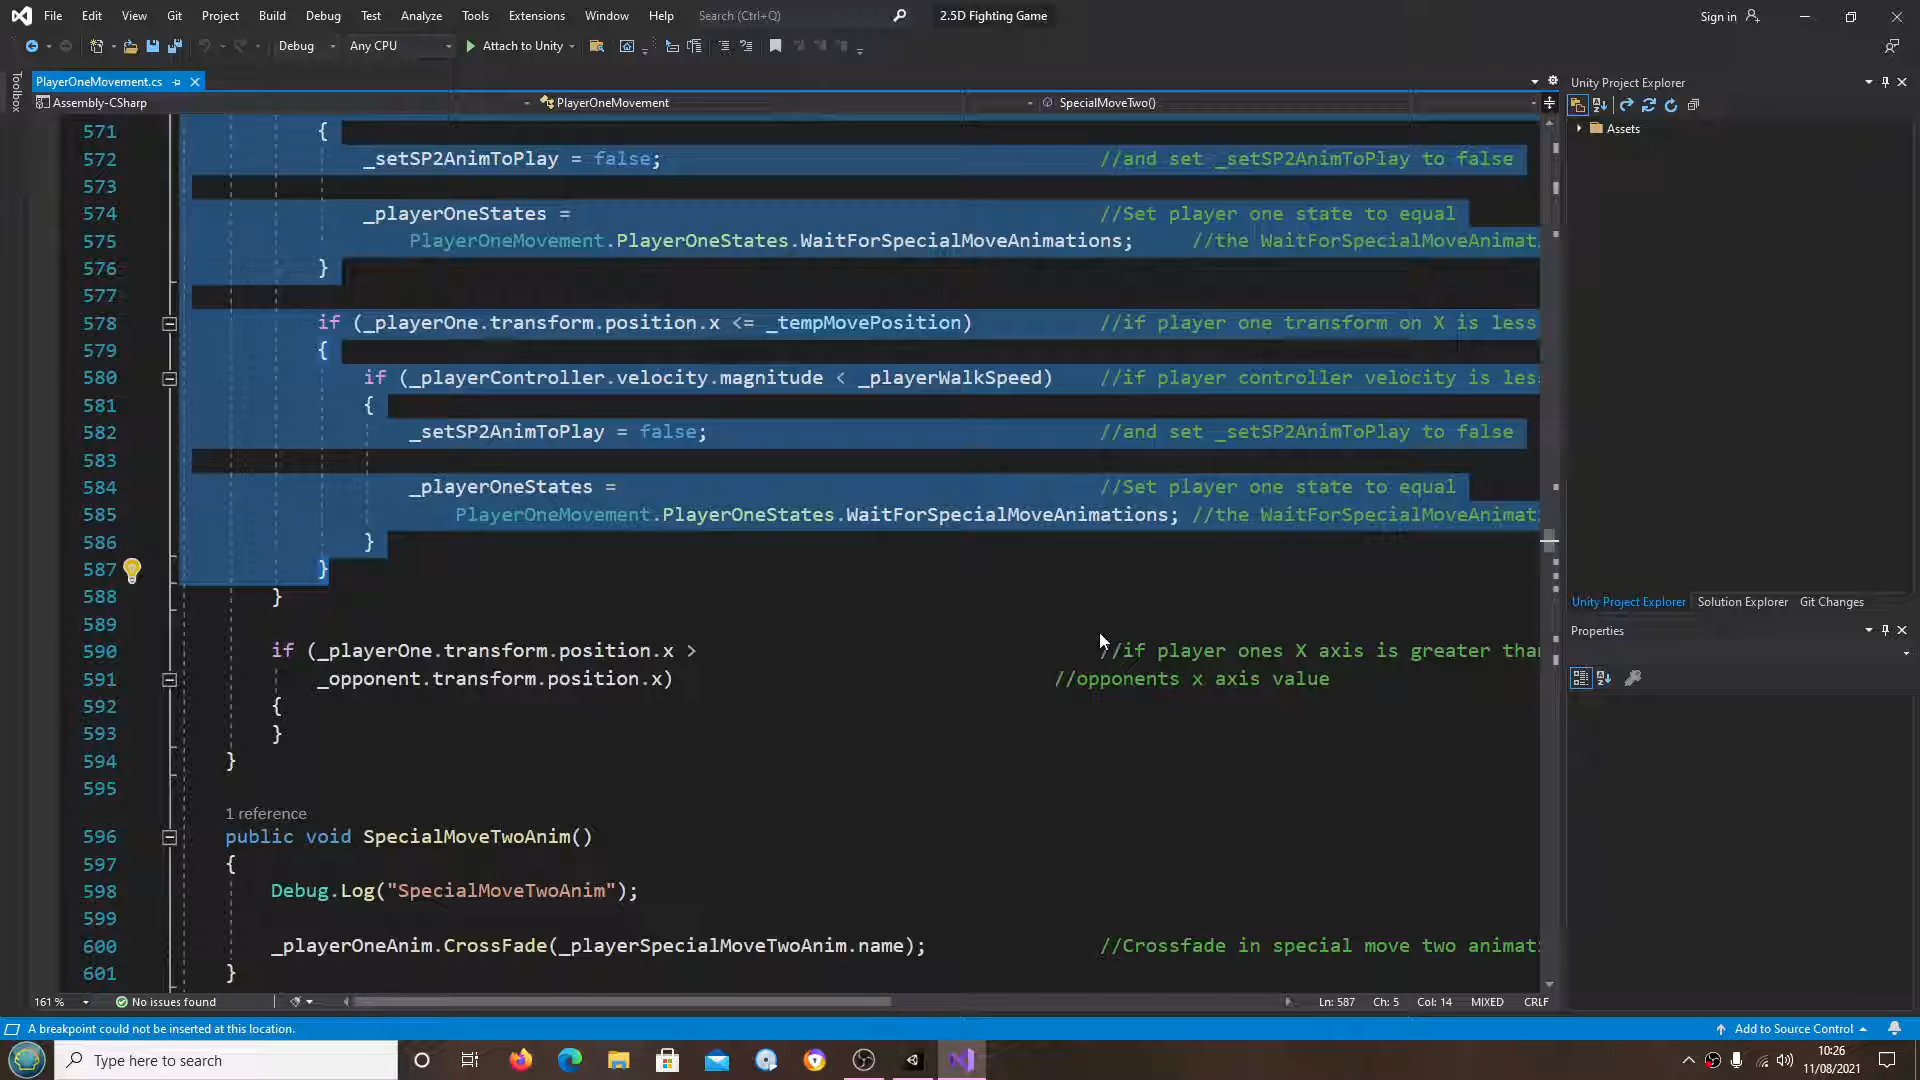 File Edit View Git Project Build Debug Test Analyze Tools Extensions Window Help Search (Ctrl+Q) 2.5D Fighting Game Sign in
Debug Any CPU Attach to Unity
Toolbox
PlayerOneMovement.cs
Assembly-CSharp PlayerOneMovement SpecialMoveTwo()
571 {
572 _setSP2AnimToPlay = false; //and set _setSP2AnimToPlay to false
573
574 _playerOneStates = //Set player one state to equal
575 PlayerOneMovement.PlayerOneStates.WaitForSpecialMoveAnimations; //the WaitForSpecialMoveAnimati
576 }
577
578 if (_playerOne.transform.position.x <= _tempMovePosition) //if player one transform on X is less
579 {
580 if (_playerController.velocity.magnitude < _playerWalkSpeed) //if player controller velocity is les
581 {
582 _setSP2AnimToPlay = false; //and set _setSP2AnimToPlay to false
583
584 _playerOneStates = //Set player one state to equal
585 PlayerOneMovement.PlayerOneStates.WaitForSpecialMoveAnimations; //the WaitForSpecialMoveAnimat
586 }
587 }
588 }
589
590 if (_playerOne.transform.position.x > //if player ones X axis is greater than
591 _opponent.transform.position.x) //opponents x axis value
592 {
593 }
594 }
595
1 reference
596 public void SpecialMoveTwoAnim()
597 {
598 Debug.Log("SpecialMoveTwoAnim");
599
600 _playerOneAnim.CrossFade(_playerSpecialMoveTwoAnim.name); //Crossfade in special move two animat
601 }
Unity Project Explorer
Assets
Unity Project Explorer Solution Explorer Git Changes
Properties
161 % No issues found Ln: 587 Ch: 5 Col: 14 MIXED CRLF
A breakpoint could not be inserted at this location. Add to Source Control
Type here to search
10:26
11/08/2021